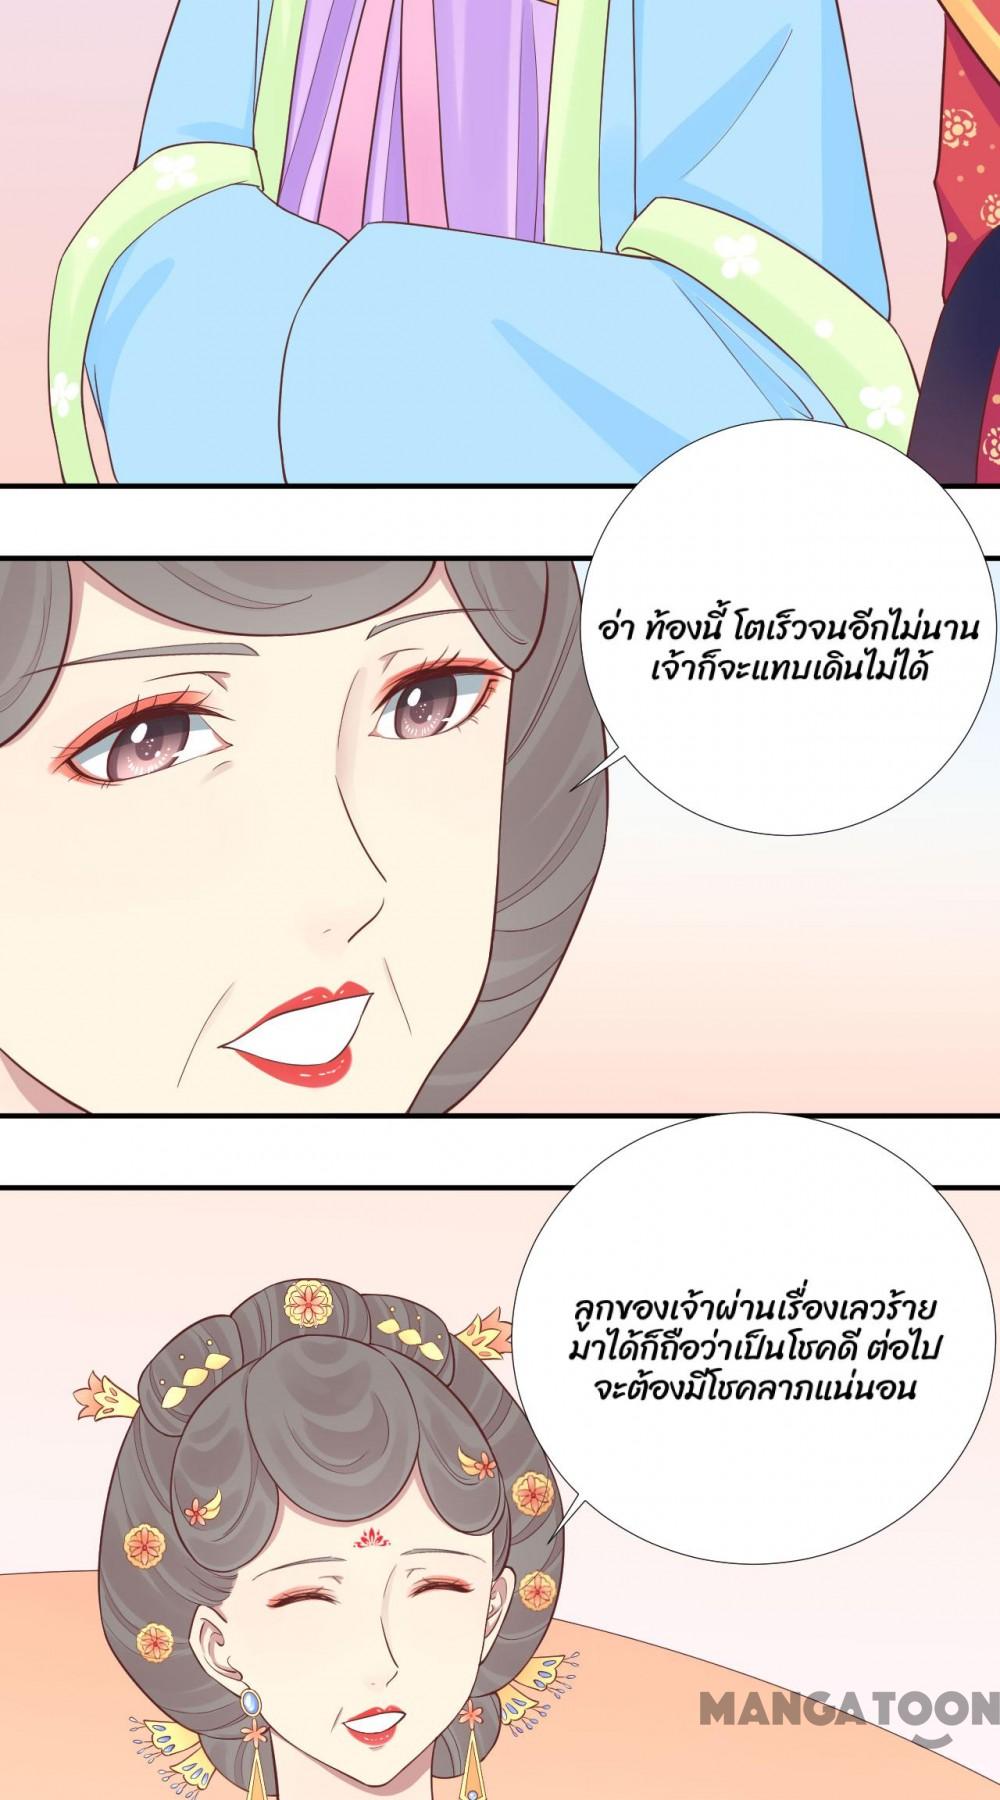 อ่า ท้องนี้ โตเร็วจนอีกไม่นาน
เจ้าก็จะแทบเดินไม่ได้
ลูกของเจ้าผ่านเรื่องเลวร้าย
มาได้ก็ถือว่าเป็นโชคดี ต่อไป
จะต้องมีโชคลาภแน่นอน
MANGATOON